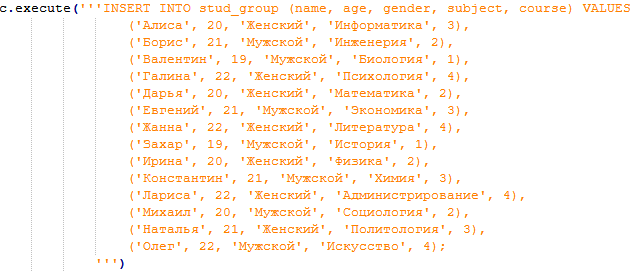 c.execute('''INSERT INTO stud_group (name, age, gender, subject, course) VALUES
('Алиса', 20, 'Женский', 'Информатика', 3),
('Борис', 21, 'Мужской', 'Инженерия', 2),
('Валентин', 19, 'Мужской', 'Биология', 1),
('Галина', 22, 'Женский', 'Психология', 4),
('Дарья', 20, 'Женский', 'Математика', 2),
('Евгений', 21, 'Мужской', 'Экономика', 3),
('Жанна', 22, 'Женский', 'Литература', 4),
('Захар', 19, 'Мужской', 'История', 1),
('Ирина', 20, 'Женский', 'Физика', 2),
('Константин', 21, 'Мужской', 'Химия', 3),
('Лариса', 22, 'Женский', 'Администрирование', 4),
('Михаил', 20, 'Мужской', 'Социология', 2),
('Наталья', 21, 'Женский', 'Политология', 3),
('Олег', 22, 'Мужской', 'Искусство', 4);
''')